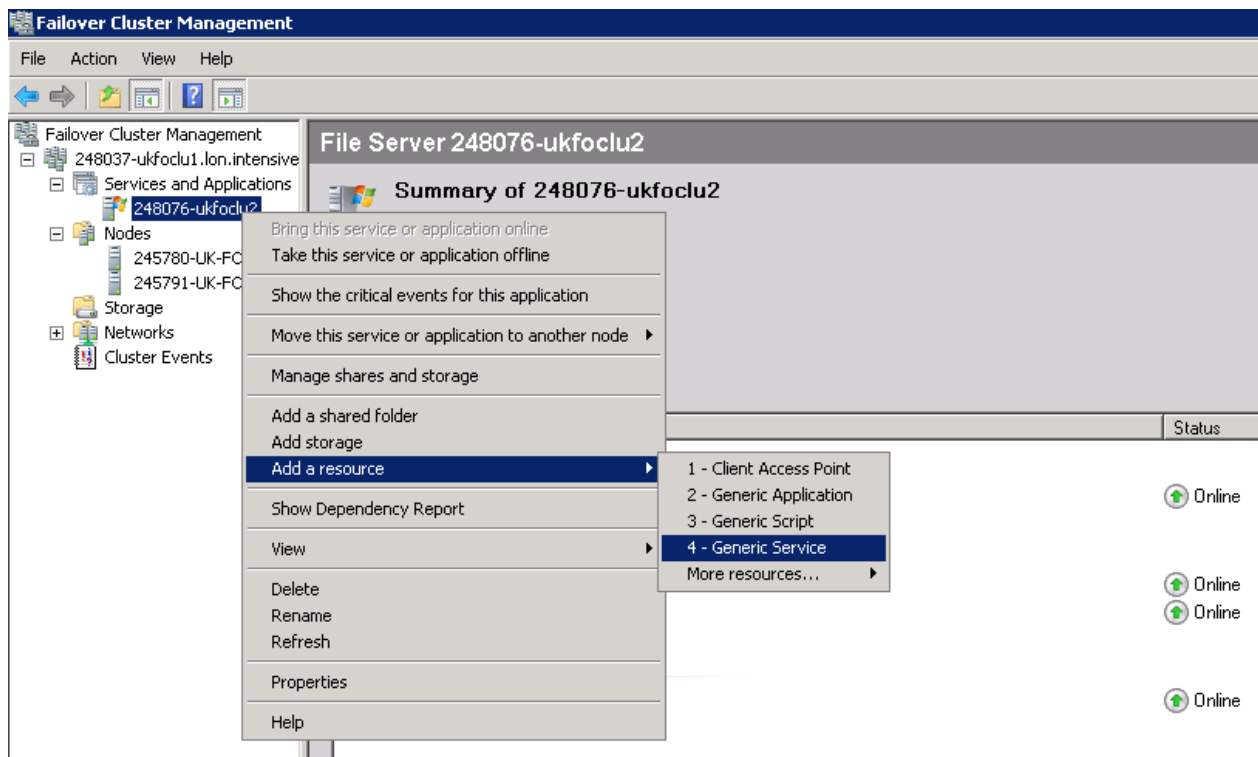 Failover Cluster Management
File Action View Help
Failover Cluster Management
248037-ukfoclu1.lon.intensive
Services and Applications
248076-ukfoclu2
Nodes
245780-UK-FC
245791-UK-FC
Storage
Networks
Cluster Events
File Server 248076-ukfoclu2
Summary of 248076-ukfoclu2
Bring this service or application online
Take this service or application offline
Show the critical events for this application
Move this service or application to another node
Manage shares and storage
Add a shared folder
Add storage
Add a resource
Show Dependency Report
View
Delete
Rename
Refresh
Properties
Help
1 - Client Access Point
2 - Generic Application
3 - Generic Script
4 - Generic Service
More resources...
Status
Online
Online
Online
Online